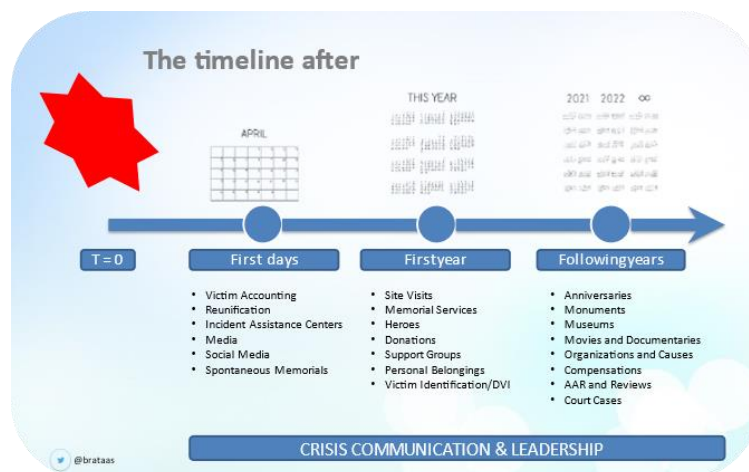 The timeline after
THIS YEAR
2021 2022 ∞
APRIL
T = 0
First days
Firstyear
Followingyears
• Victim Accounting
• Reunification
• Incident Assistance Centers
• Media
• Social Media
• Spontaneous Memorials
• Site Visits
• Memorial Services
• Heroes
• Donations
• Support Groups
• Personal Belongings
• Victim Identification/DVI
• Anniversaries
• Monuments
• Museums
• Movies and Documentaries
• Organizations and Causes
• Compensations
• AAR and Reviews
• Court Cases
CRISIS COMMUNICATION & LEADERSHIP
@brataas